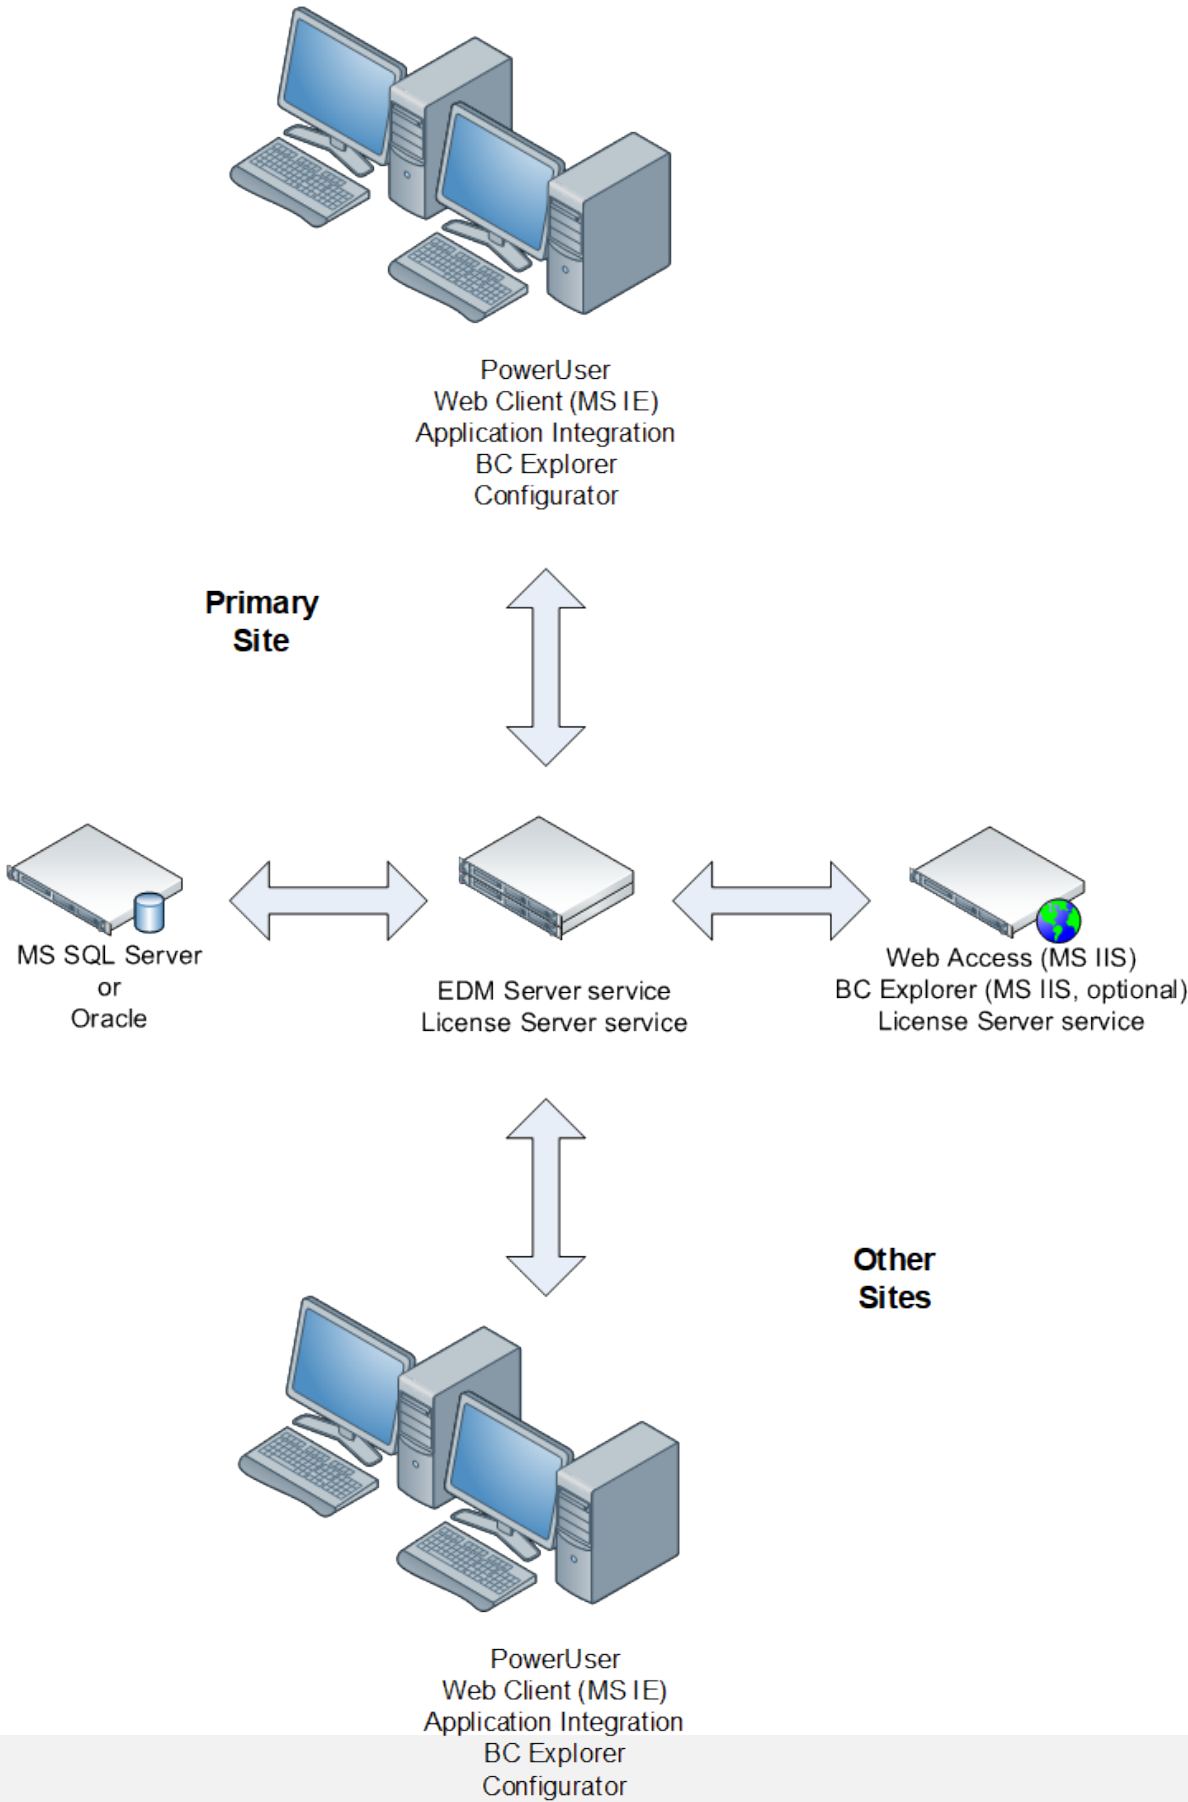 PowerUser
Web Client (MS IE)
Application Integration
BC Explorer
Configurator
Primary
Site
MS SQL Server
or
Oracle
EDM Server service
License Server service
Web Access (MS IIS)
BC Explorer (MS IIS, optional)
License Server service
Other
Sites
PowerUser
Web Client (MS IE)
Application Integration
BC Explorer
Configurator